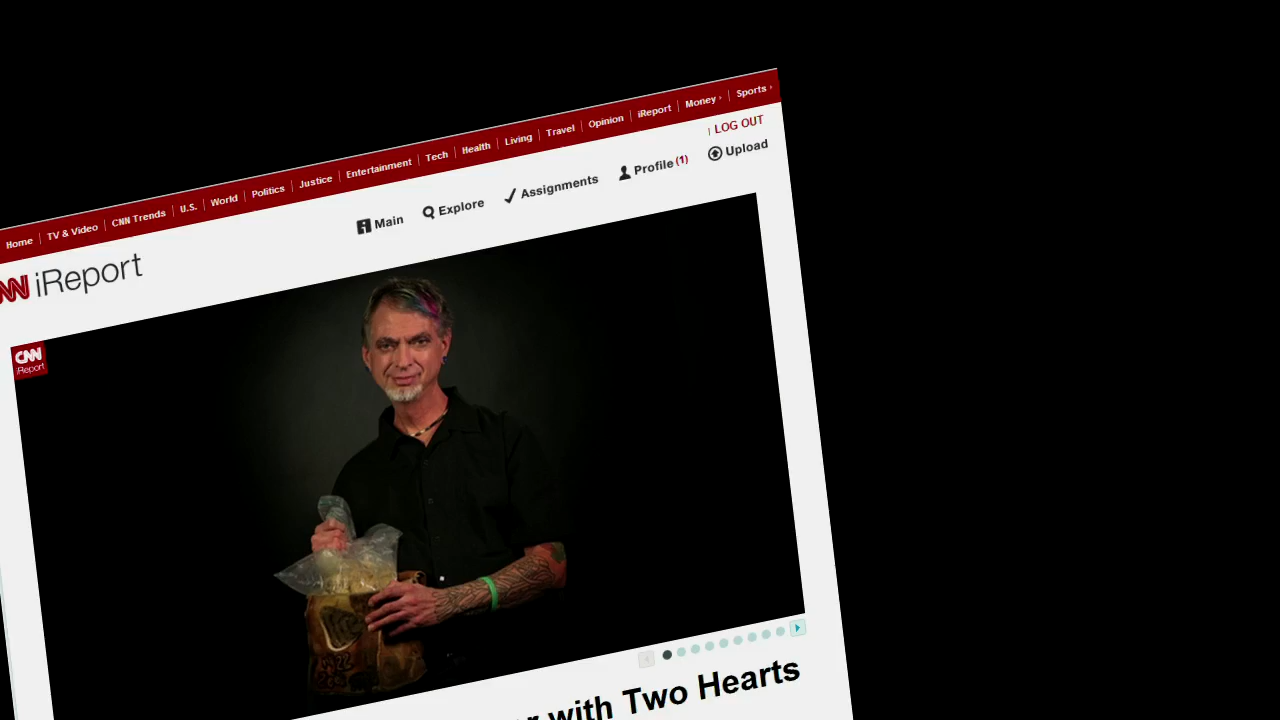 Home | TV & Video | CNN Trends | U.S. | World | Politics | Justice | Entertainment | Tech | Health | Living | Travel | Opinion | iReport | Money › | Sports ›
| LOG OUT
Main Explore Assignments Profile (1) Upload
iReport
CNN
iReport
with Two Hearts